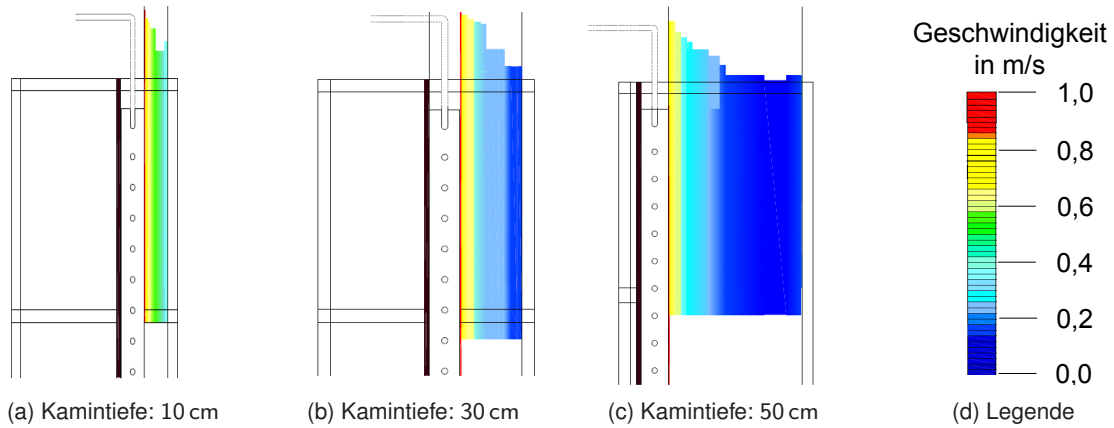 Geschwindigkeit
in m/s
1,0
0,8
0,6
0,4
0,2
0,0
(a) Kamintiefe: 10 cm
(b) Kamintiefe: 30 cm
(c) Kamintiefe: 50 cm
(d) Legende